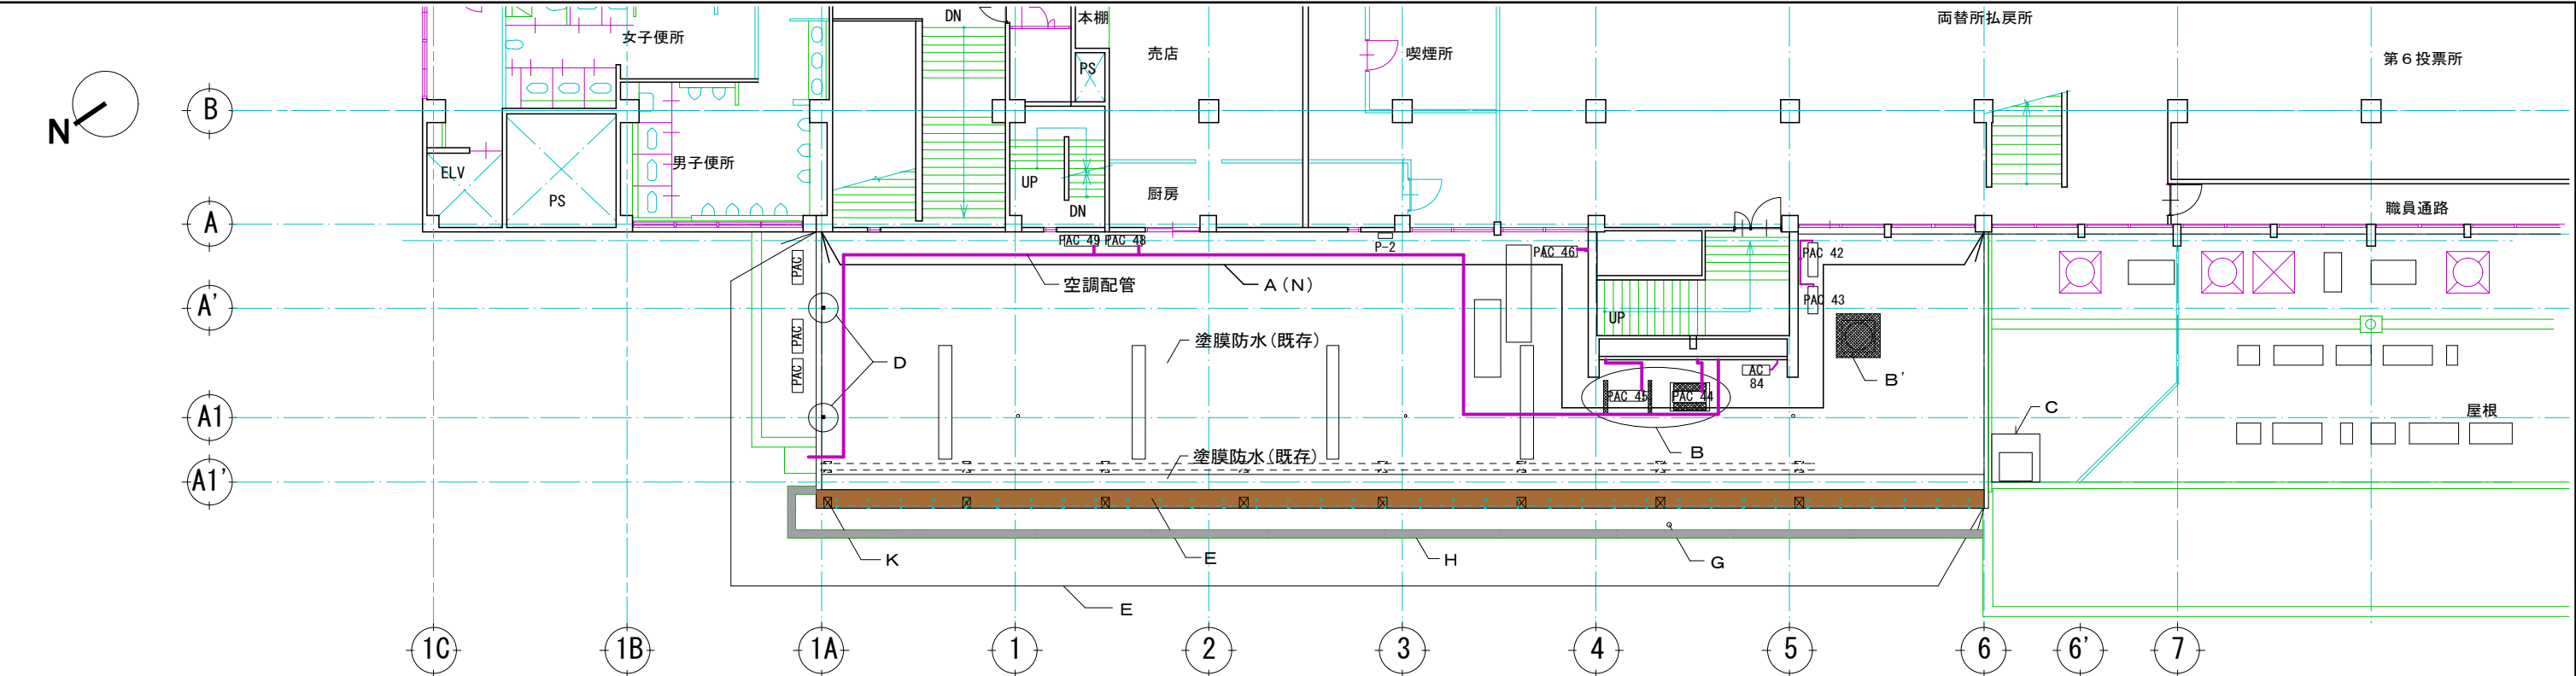 DN
本棚
両替所払戻所
女子便所
売店
喫煙所
第６投票所
PS
B
N
男子便所
ELV
UP
厨房
PS
DN
職員通路
A
PAC 49
PAC 48
P-2
PAC 46
PAC 42
PAC
空調配管
A（N）
PAC 43
A'
UP
PAC
塗膜防水(既存)
D
B'
PAC
AC
84
PAC 45
PAC 44
C
屋根
A1
塗膜防水(既存)
B
A1'
K
E
H
G
E
1C
1B
1A
1
2
3
4
5
6
6'
7